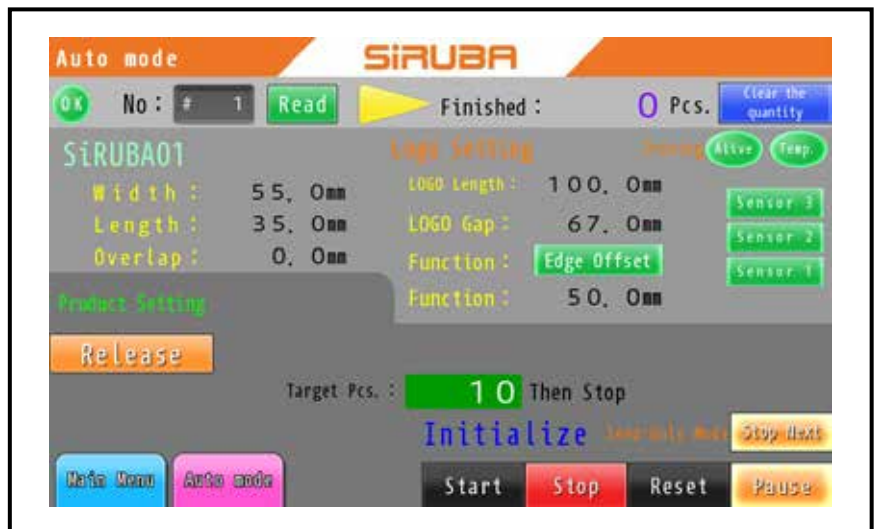 Auto mode SiRUBA
OK No: # 1 Read Finished : 0 Pcs. Clear the quantity
SiRUBA01 Logo Setting Alive Temp.
Width : 55. 0mm LOGO Length : 100. 0mm Sensor 3
Length : 35. 0mm LOGO Gap : 67. 0mm Sensor 2
Overlap : 0. 0mm Function : Edge Offset Sensor 1
Product Setting Function : 50. 0mm
Release
Target Pcs. : 10 Then Stop
Initialize Stop Next
Main Menu Auto mode Start Stop Reset Pause